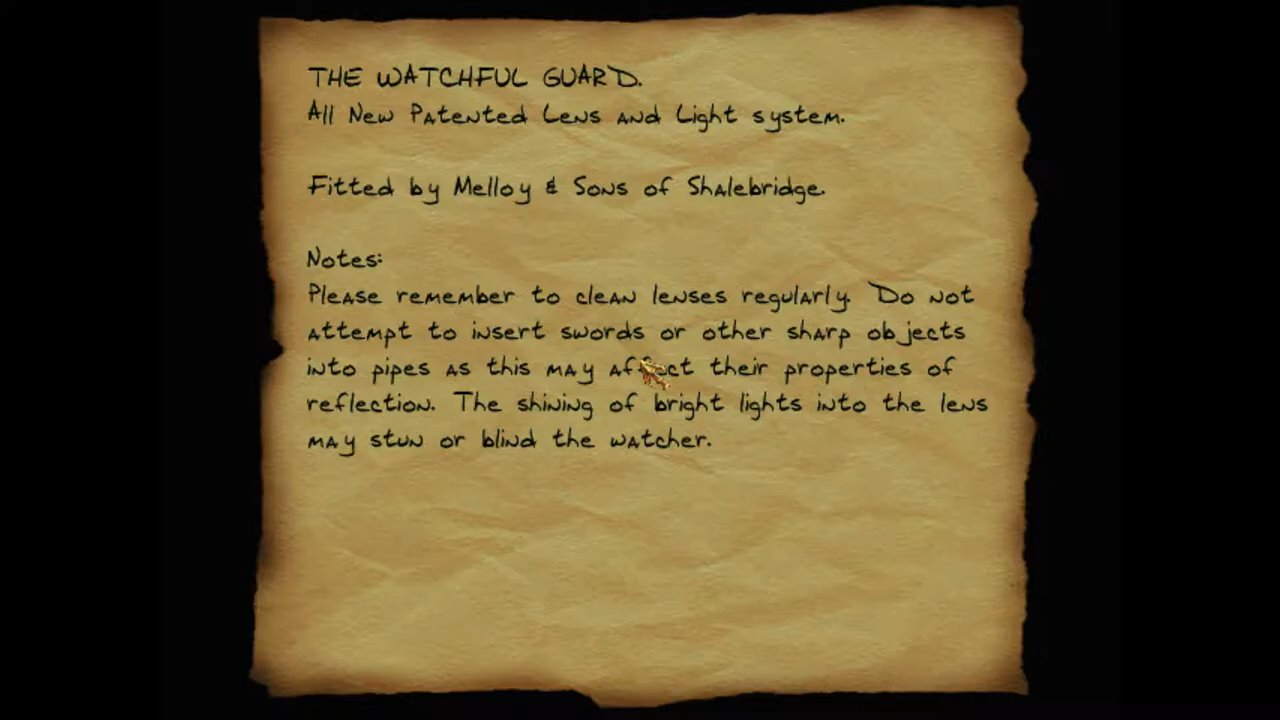 THE WATCHFUL GUARD.
All New Patented Lens and Light system.
Fitted by Melloy & Sons of Shalebridge.
Notes:
Please remember to clean lenses regularly. Do not
attempt to insert swords or other sharp objects
into pipes as this may affect their properties of
reflection. The shining of bright lights into the lens
may stun or blind the watcher.